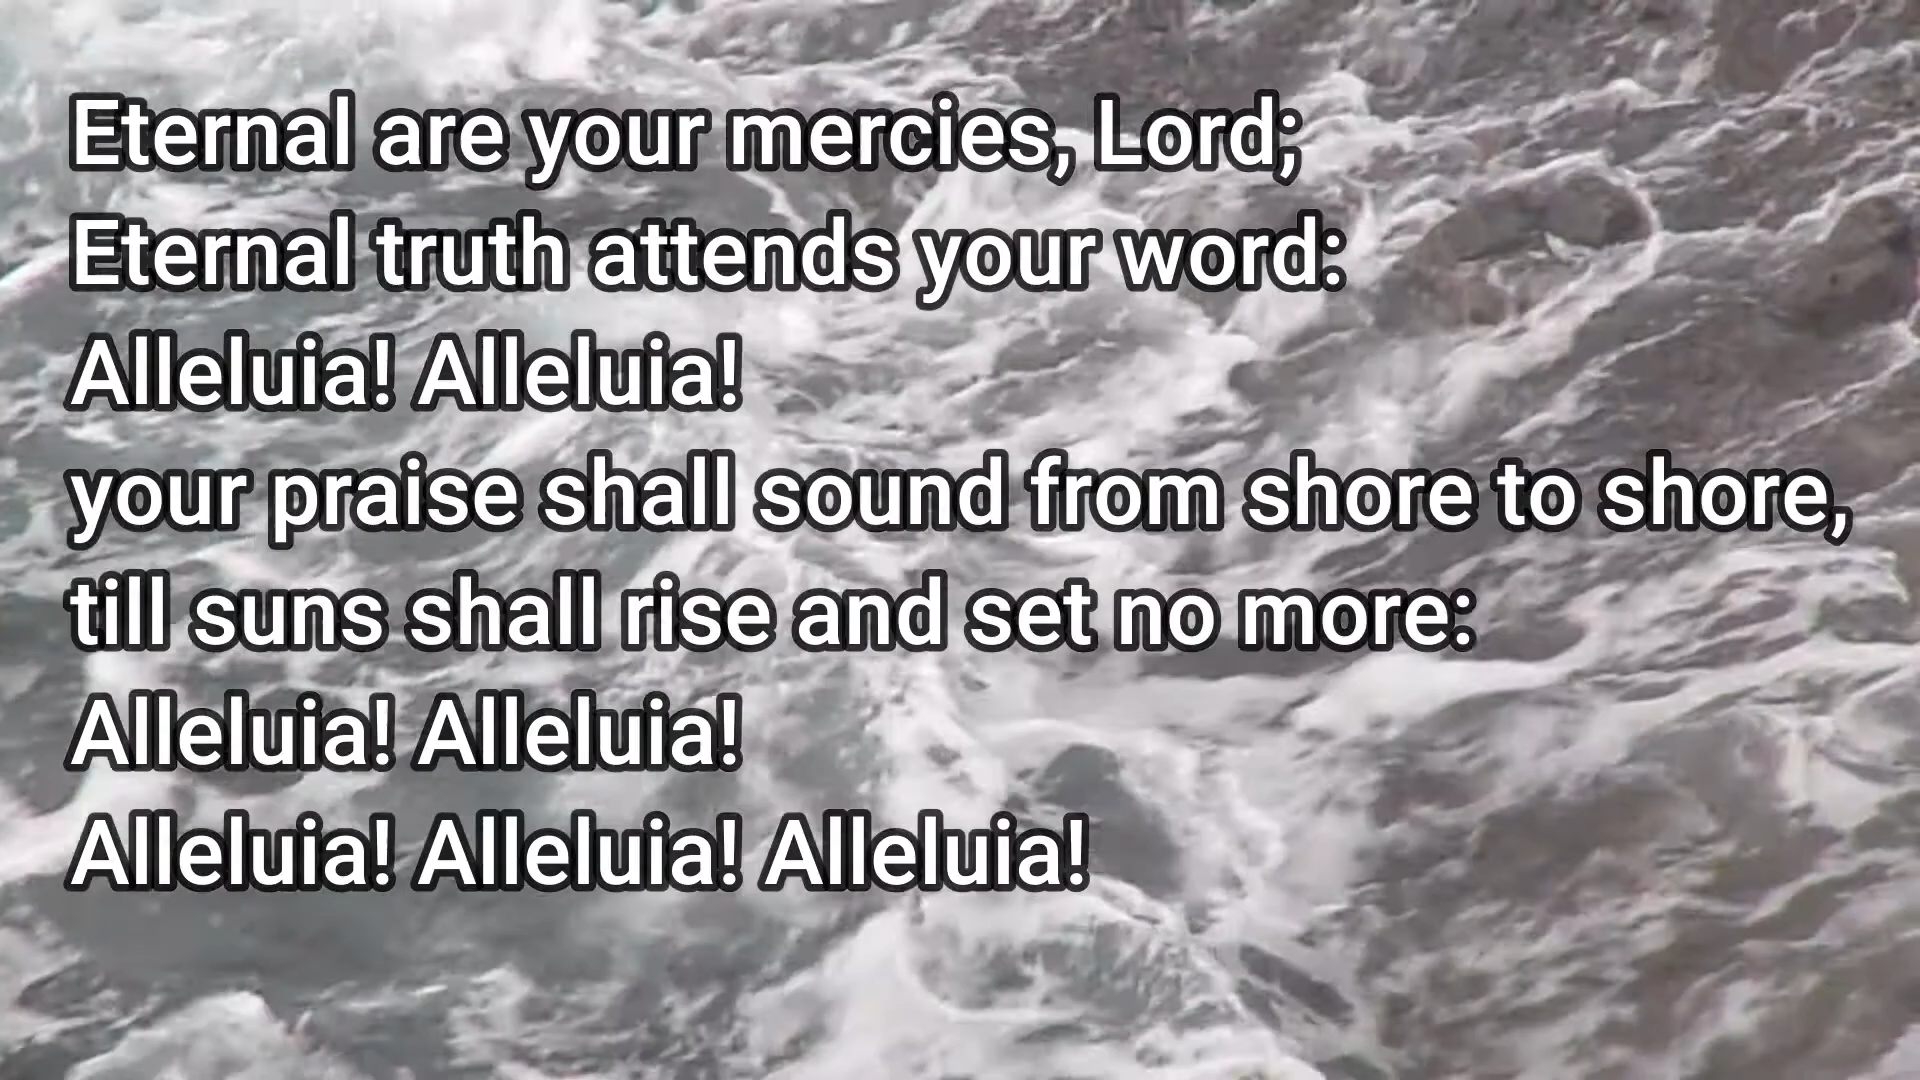 Eternal are your mercies, Lord;
Eternal truth attends your word:
Alleluia! Alleluia!
your praise shall sound from shore to shore,
till suns shall rise and set no more:
Alleluia! Alleluia!
Alleluia! Alleluia! Alleluia!